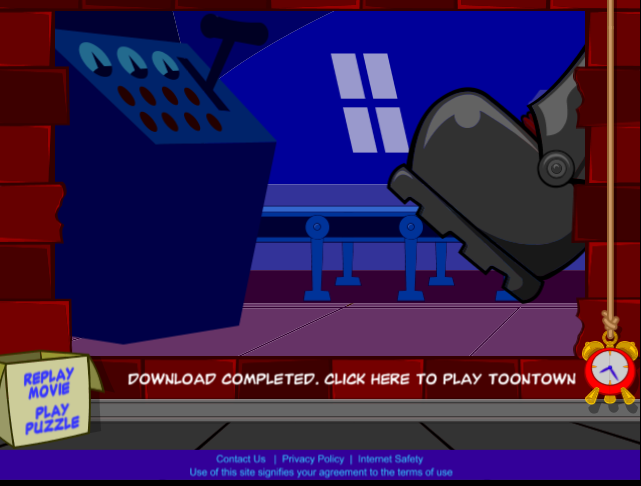 DOWNLOAD COMPLETED. CLICK HERE TO PLAY TOONTOWN
REPLAY
MOVIE
PLAY
PUZZLE
Contact Us | Privacy Policy | Internet Safety
Use of this site signifies your agreement to the terms of use